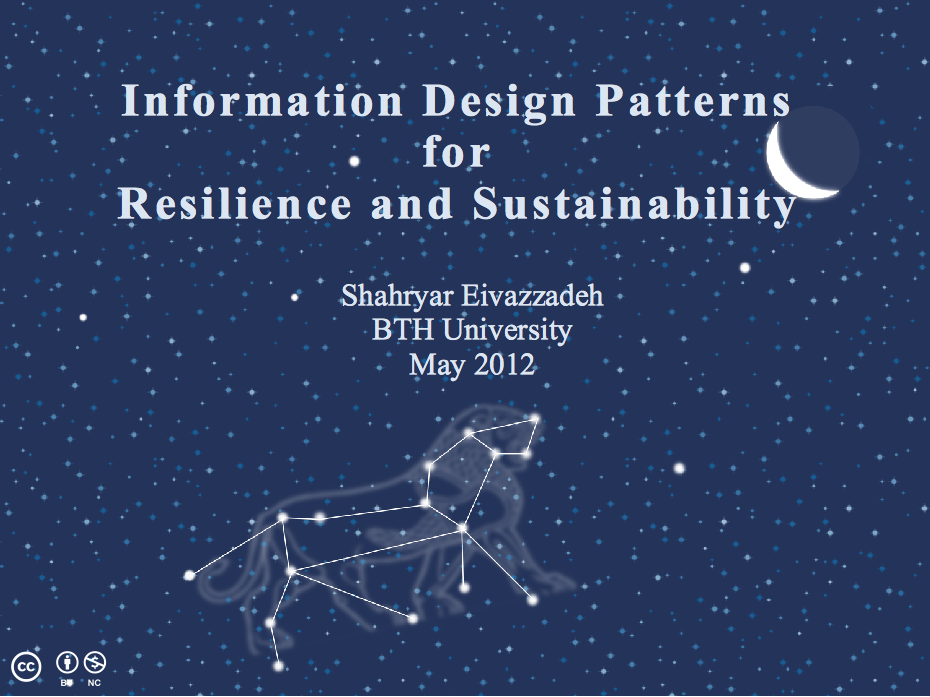 Information Design Patterns
for
Resilience and Sustainability
Shahryar Eivazzadeh
BTH University
May 2012
cc
BY NC